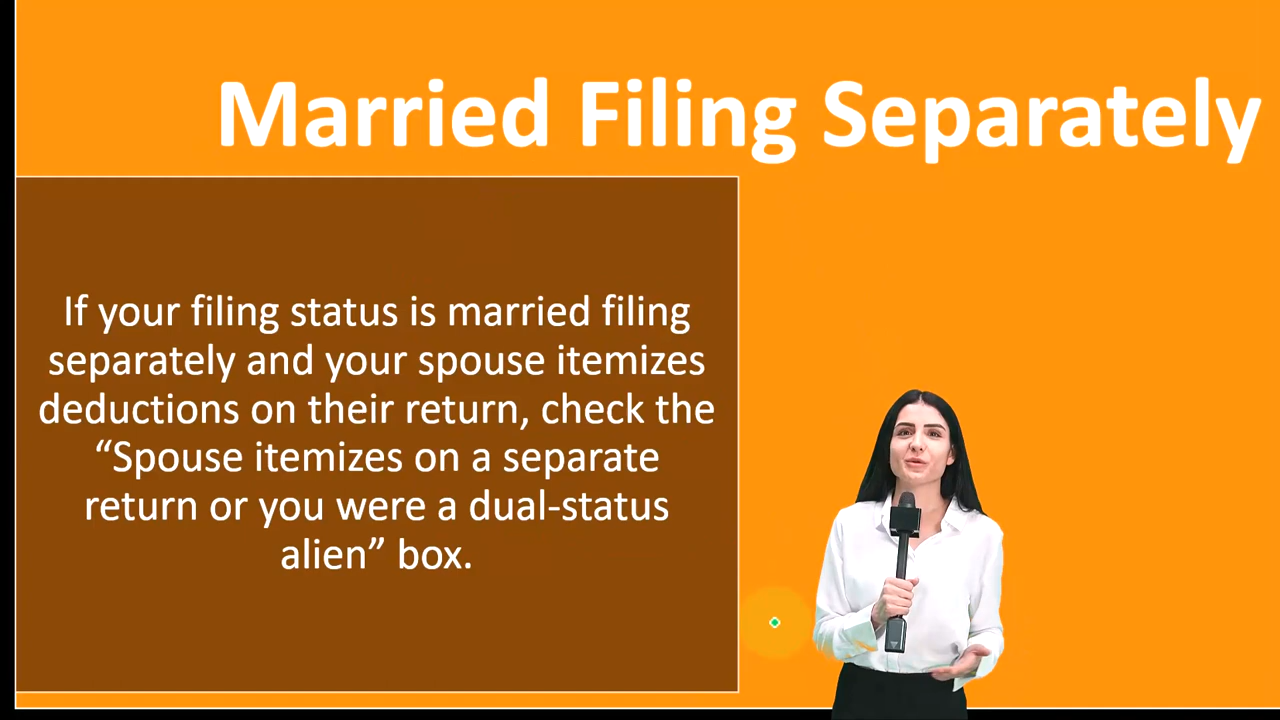 Married Filing Separately
If your filing status is married filing
separately and your spouse itemizes
deductions on their return, check the
“Spouse itemizes on a separate
return or you were a dual-status
alien” box.